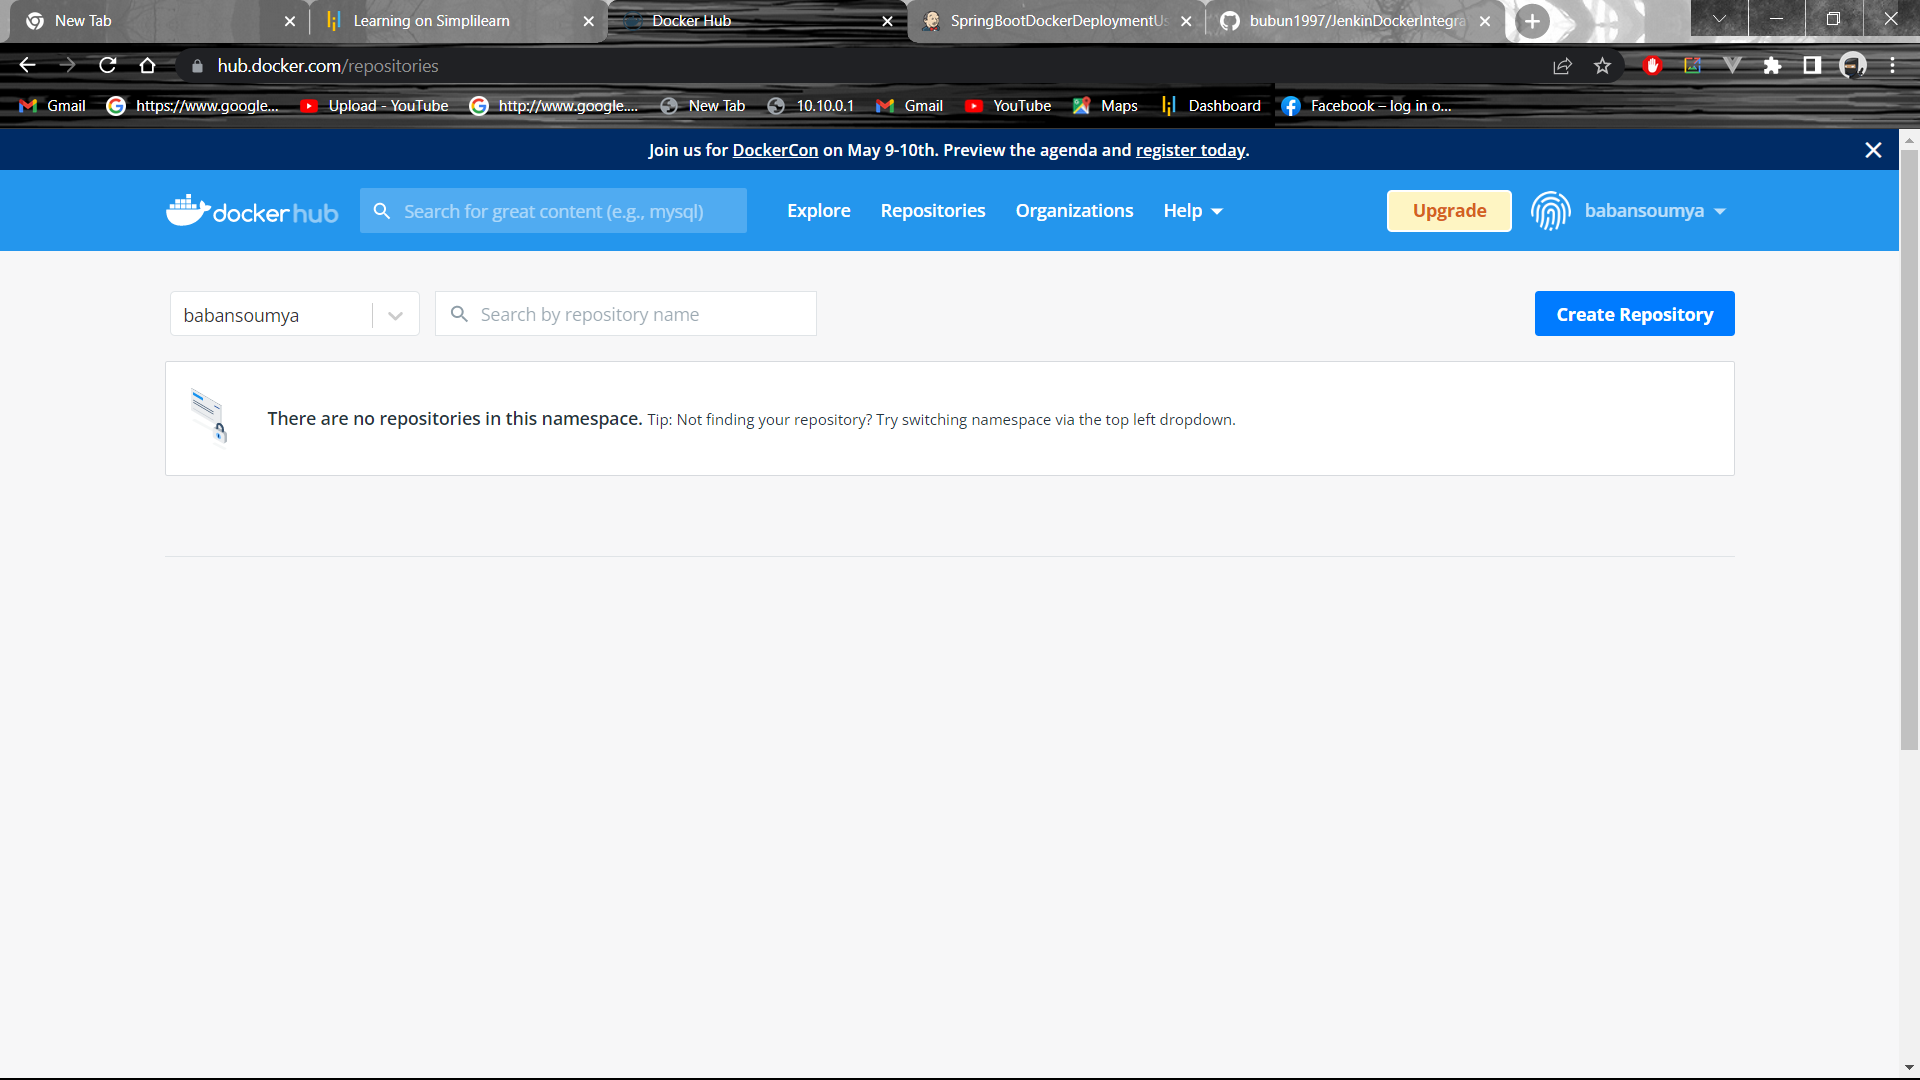 New Tab
Learning on Simplilearn
Docker Hub
SpringBootDockerDeploymentUs
bubun1997/JenkinDockerIntegra
hub.docker.com/repositories
Gmail
https://www.google...
Upload - YouTube
http://www.google....
New Tab
10.10.0.1
Gmail
YouTube
Maps
Dashboard
Facebook – log in o...
Join us for DockerCon on May 9-10th. Preview the agenda and register today.
docker hub
Search for great content (e.g., mysql)
Explore
Repositories
Organizations
Help
Upgrade
babansoumya
babansoumya
Search by repository name
Create Repository
There are no repositories in this namespace. Tip: Not finding your repository? Try switching namespace via the top left dropdown.